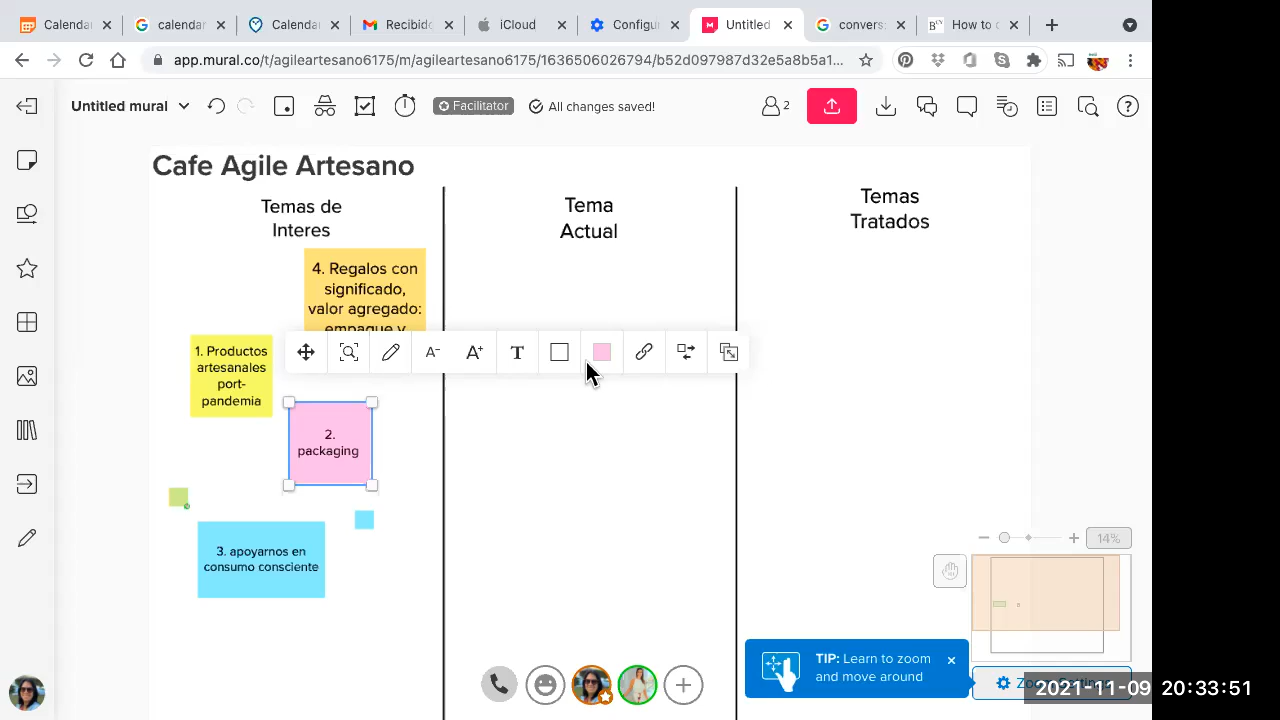 Calendar
calendar
Calendar
Recibido
iCloud
Configur
Untitled
convers
How to c
app.mural.co/t/agileartesano6175/m/agileartesano6175/1636506026794/b52d097987d32e5a8b5a1...
Untitled mural
Facilitator
All changes saved!
2
Cafe Agile Artesano
Temas de
Interes
Tema
Actual
Temas
Tratados
4. Regalos con
significado,
valor agregado:
empaque y
1. Productos
artesanales
port-
pandemia
A-
A+
T
2.
packaging
3. apoyarnos en
consumo consciente
14%
TIP: Learn to zoom
and move around
Zoom Settings
2021-11-09 20:33:51